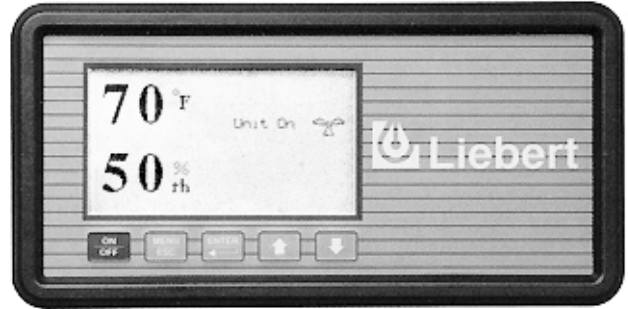 70 °F
Unit On
50 % rh
Liebert
ON OFF
MENU ESC
ENTER